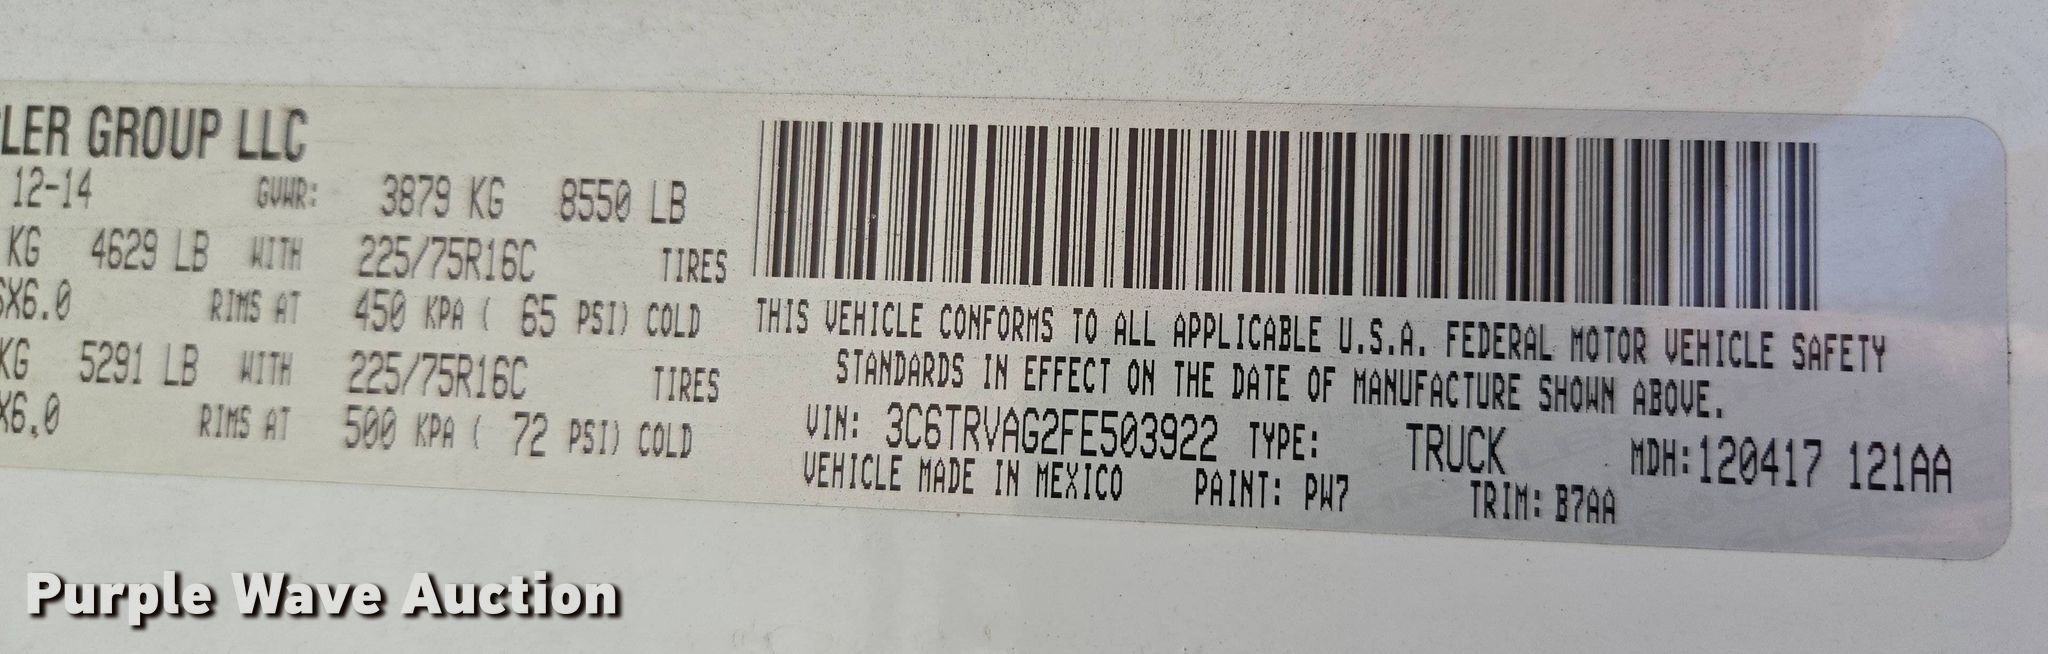 LER GROUP LLC
12-14 GVWR: 3879 KG 8550 LB
KG 4629 LB WITH 225/75R16C TIRES
X6.0 RIMS AT 450 KPA ( 65 PSI) COLD
KG 5291 LB WITH 225/75R16C TIRES
X6.0 RIMS AT 500 KPA ( 72 PSI) COLD
THIS VEHICLE CONFORMS TO ALL APPLICABLE U.S.A. FEDERAL MOTOR VEHICLE SAFETY
STANDARDS IN EFFECT ON THE DATE OF MANUFACTURE SHOWN ABOVE.
VIN: 3C6TRVAG2FE503922 TYPE: TRUCK MDH:120417 121AA
VEHICLE MADE IN MEXICO PAINT: PW7 TRIM: B7AA
Purple Wave Auction